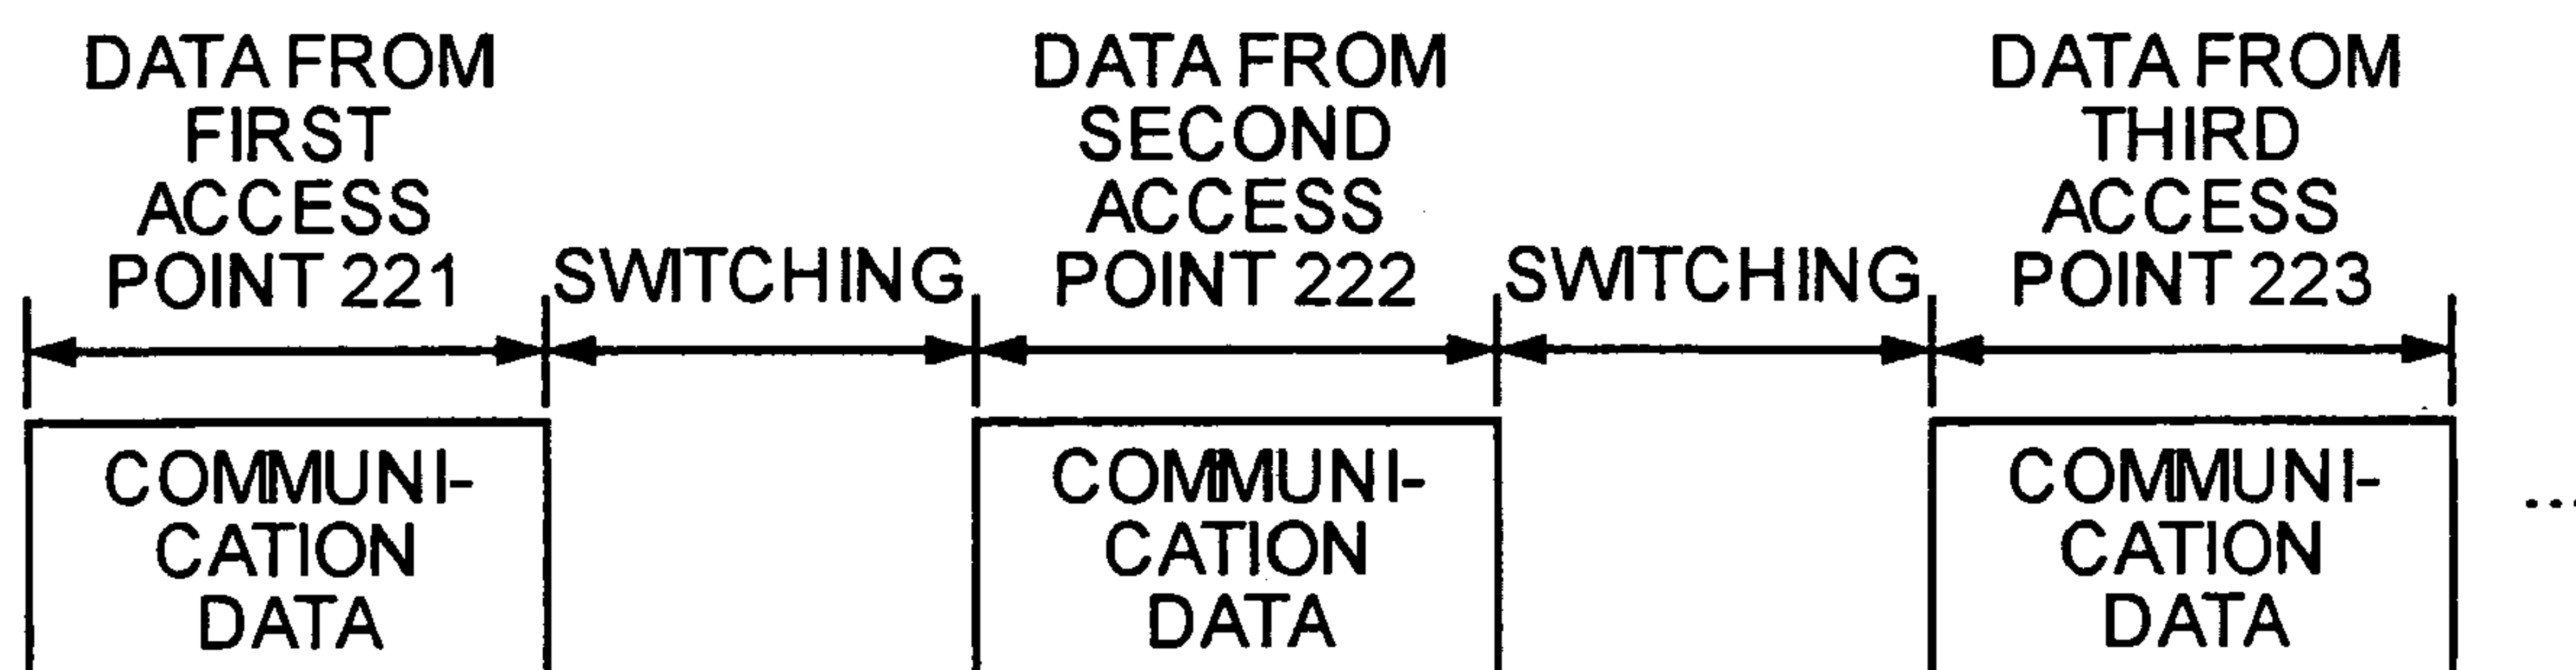 DATA FROM
FIRST
ACCESS
POINT 221
SWITCHING
DATA FROM
SECOND
ACCESS
POINT 222
SWITCHING
DATA FROM
THIRD
ACCESS
POINT 223
COMMUNI-
CATION
DATA
COMMUNI-
CATION
DATA
COMMUNI-
CATION
DATA
...